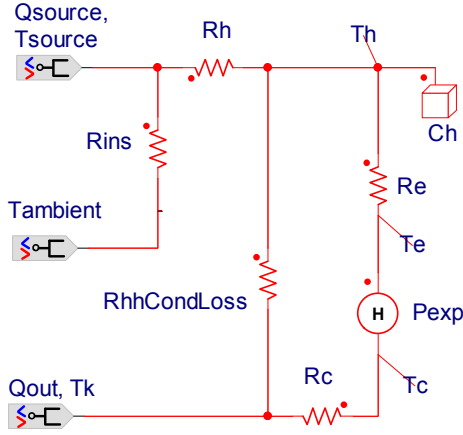 Qsource,
Tsource
Rh
Th
Ch
Rins
Re
Tambient
Te
RhhCondLoss
H
Pexp
Rc
Tc
Qout, Tk